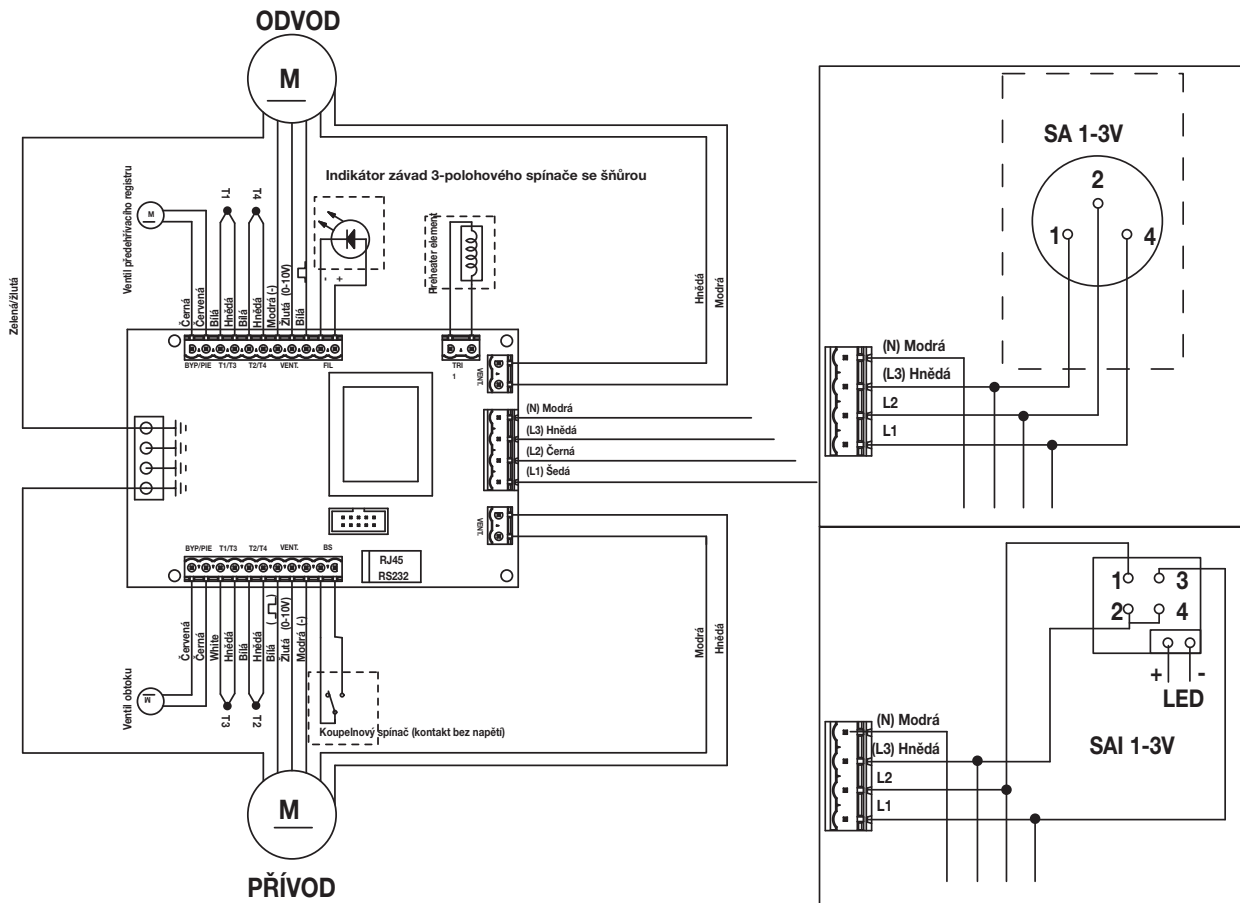 ODVOD
M
Indikátor závad 3-polohového spínače se šňůrou
Zelená/žlutá
Ventil předehřívacího registru
M
T1
T4
- +
Preheater element
Hnědá
Modrá
Černá
Červená
Bílá
Hnědá
Bílá
Hnědá
Modrá (-)
Žlutá (0-10V)
Bílá
BYP/PIE T1/T3 T2/T4 VENT. FIL
TRI
1
VENT.
(N) Modrá
(L3) Hnědá
(L2) Černá
(L1) Šedá
VENT.
BYP/PIE T1/T3 T2/T4 VENT. BS
RJ45
RS232
Červená
Černá
White
Hnědá
Bílá
Hnědá
Bílá ( )
Žlutá (0-10V)
Modrá (-)
Modrá
Hnědá
Ventil obtoku
M
T3
T2
Koupelnový spínač (kontakt bez napětí)
M
PŘÍVOD
SA 1-3V
2
1 4
(N) Modrá
(L3) Hnědá
L2
L1
1 3
2 4
+ -
LED
SAI 1-3V
(N) Modrá
(L3) Hnědá
L2
L1